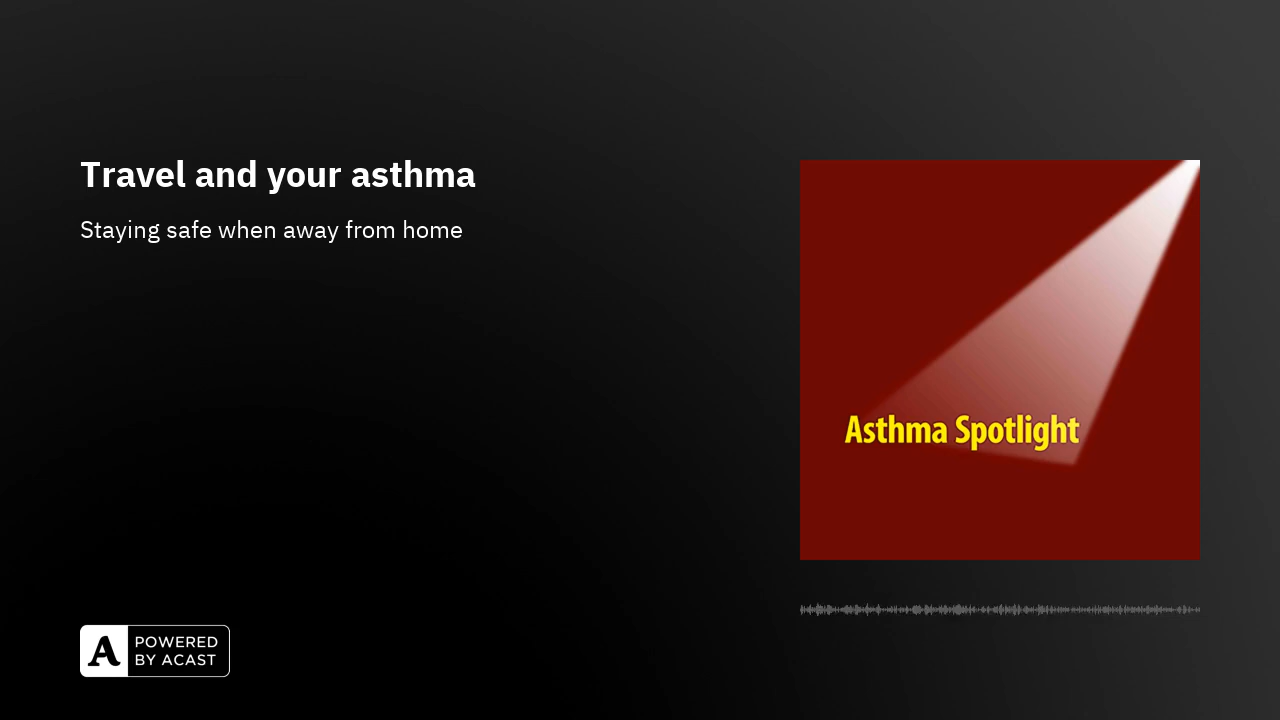 Travel and your asthma
Staying safe when away from home
Asthma Spotlight
A
POWERED
BY ACAST